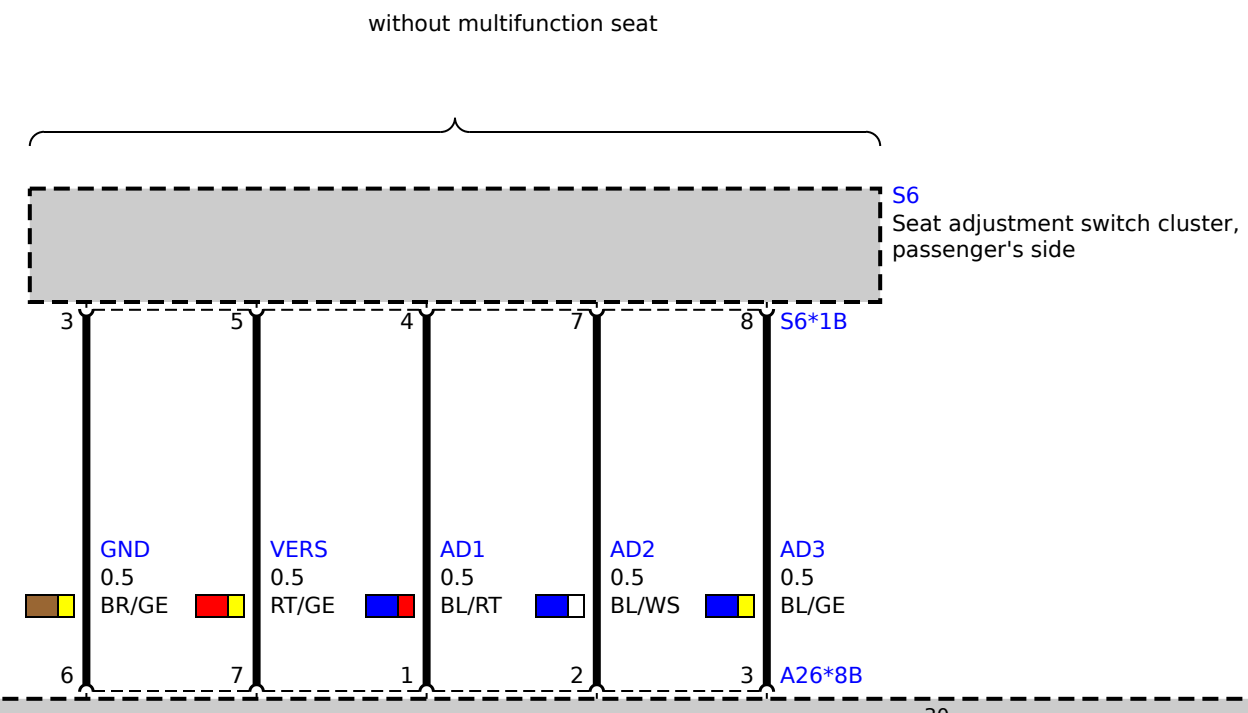 without multifunction seat
S6
Seat adjustment switch cluster,
passenger's side
3 5 4 7 8 S6*1B
GND VERS AD1 AD2 AD3
0.5 0.5 0.5 0.5 0.5
BR/GE RT/GE BL/RT BL/WS BL/GE
6 7 1 2 3 A26*8B